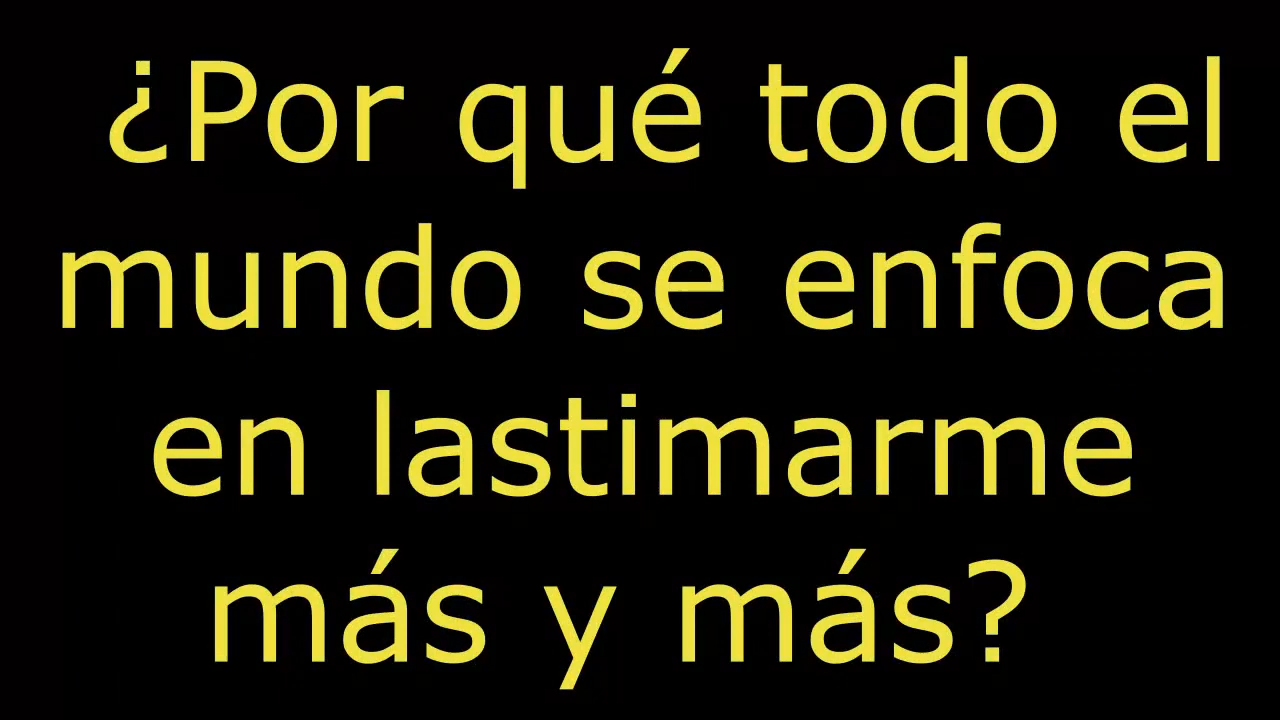 ¿Por qué todo el
mundo se enfoca
en lastimarme
más y más?